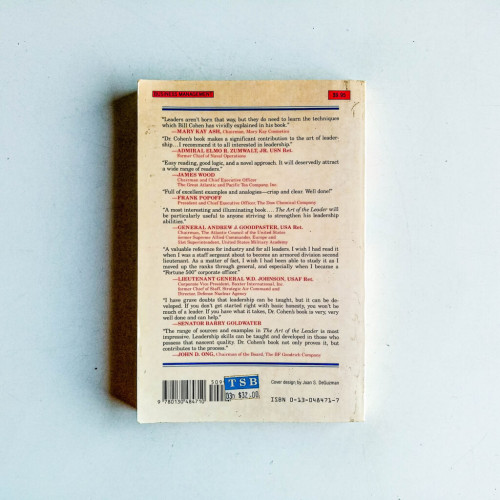 BUSINESS MANAGEMENT
"Leaders aren't born that way, but they do need to learn the techniques
which Bill Cohen has vividly explained in his book."
—MARY KAY ASH, Chairman, Mary Kay Cosmetics
"Dr. Cohen's book makes a significant contribution to the art of leader-
ship. . . I recommend it to all interested in leadership."
—ADMIRAL ELMO R. ZUMWALT, JR. USN Ret.
former Chief of Naval Operations
"Easy reading, good logic, and a novel approach. It will deservedly attract
a wide range of readers."
—JAMES WOOD
Chairman and Chief Executive Officer
The Great Atlantic and Pacific Tea Company, Inc.
"Full of excellent examples and analogies—crisp and clear. Well done!"
—FRANK POPOFF
President and Chief Executive Officer, The Dow Chemical Company
"A most interesting and illuminating book. . . . The Art of the Leader will
be particularly useful to anyone striving to strengthen his leadership
abilities."
—GENERAL ANDREW J. GOODPASTER, USA Ret.
Chairman, The Atlantic Council of the United States
former Supreme Allied Commander, Europe and
51st Superintendent, United States Military Academy
"A valuable reference for industry and for all leaders. I wish I had read it
when I was a staff sergeant about to become an armored division second
lieutenant. As a matter of fact, I wish I had been able to study it as I
moved up the ranks through general, and especially when I became a
"Fortune 500" corporate officer."
—LIEUTENANT GENERAL W.D. JOHNSON, USAF Ret.
Corporate Vice President, Baxter International, Inc.
former Chief of Staff, Strategic Air Command and
Director Defense Nuclear Agency
"I have grave doubts that leadership can be taught, but it can be de-
veloped. If you don't get started right with basic honesty, you won't be
much of a leader. If you have what it takes, Dr. Cohen's book is very, very
well done and can help."
—SENATOR BARRY GOLDWATER
"The range of sources and examples in The Art of the Leader is most
impressive. Leadership skills can be taught and developed in those who
possess that nascent quality. Dr. Cohen's book not only proves it, but
contributes to the process."
—JOHN D. ONG, Chairman of the Board, The BF Goodrich Company
509
TSB
$32.00
9 780130 484710
Cover design by Juan S. DeGuzman
ISBN 0-13-048471-7